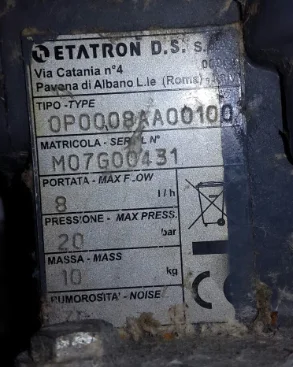 ETATRON D.S.
Via Catania n°4
Pavona di Albano L.le (Roma)
TIPO - TYPE
0P0008AA00100
MATRICOLA - SERIAL N°
M07G00431
PORTATA - MAX FLOW
8 l/h
PRESSIONE - MAX PRESS.
20 bar
MASSA - MASS
10 kg
RUMOROSITA' - NOISE